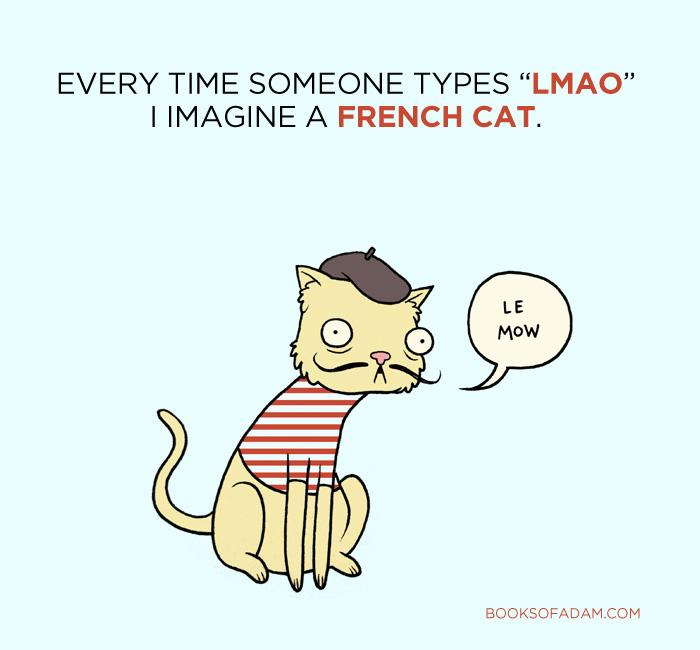 EVERY TIME SOMEONE TYPES “LMAO”
I IMAGINE A FRENCH CAT.
LE
MOW
BOOKSOFADAM.COM